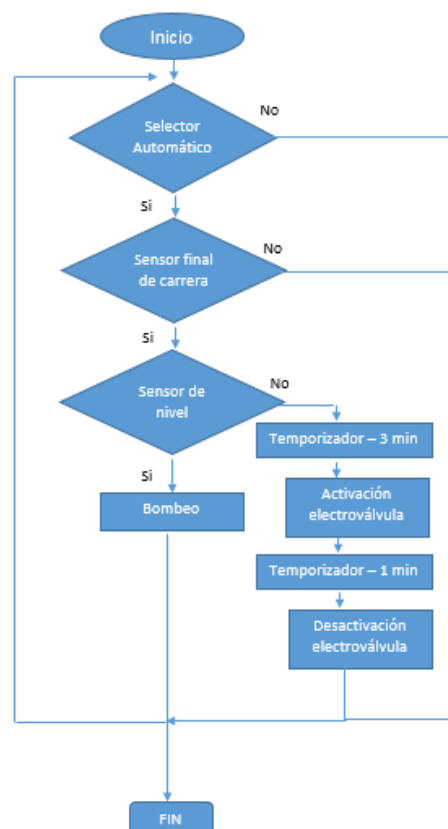 Inicio
No
Selector
Automático
Si
No
Sensor final
de carrera
Si
No
Sensor de
nivel
Temporizador – 3 min
Si
Activación
electroválvula
Bombeo
Temporizador – 1 min
Desactivación
electroválvula
FIN